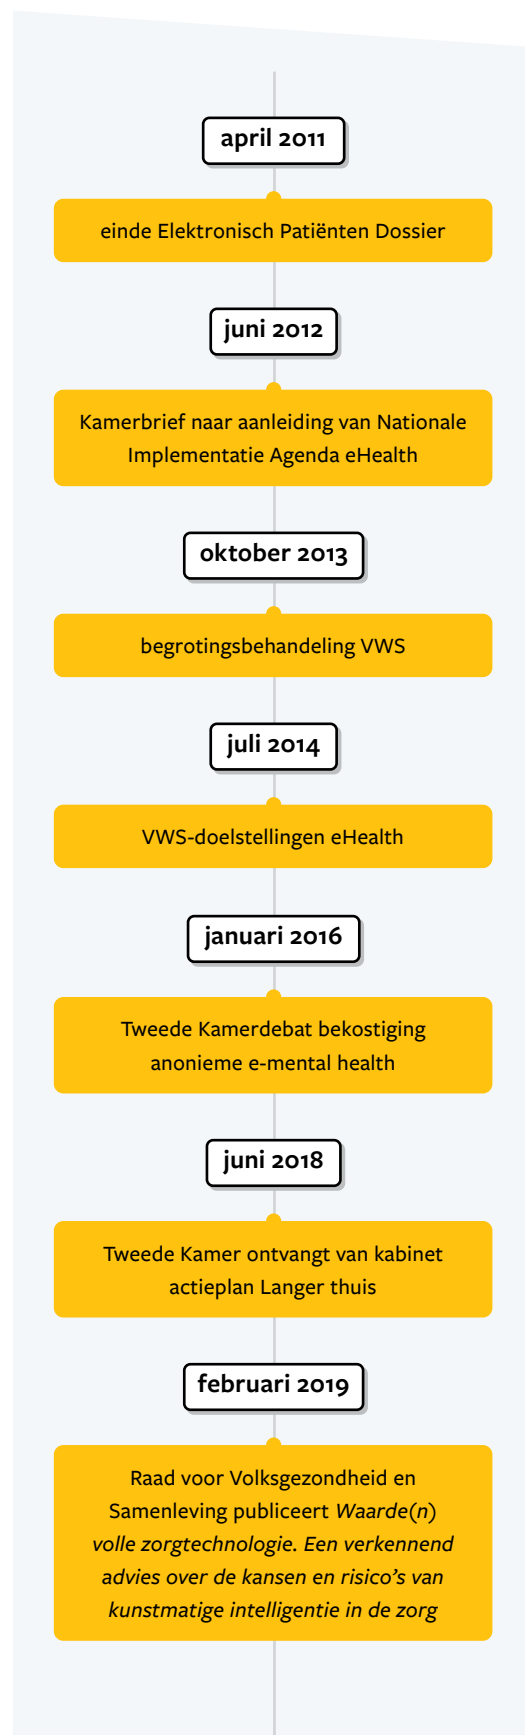 april 2011
einde Elektronisch Patiënten Dossier
juni 2012
Kamerbrief naar aanleiding van Nationale
Implementatie Agenda eHealth
oktober 2013
begrotingsbehandeling VWS
juli 2014
VWS-doelstellingen eHealth
januari 2016
Tweede Kamerdebat bekostiging
anonieme e-mental health
juni 2018
Tweede Kamer ontvangt van kabinet
actieplan Langer thuis
februari 2019
Raad voor Volksgezondheid en
Samenleving publiceert Waarde(n)
volle zorgtechnologie. Een verkennend
advies over de kansen en risico’s van
kunstmatige intelligentie in de zorg